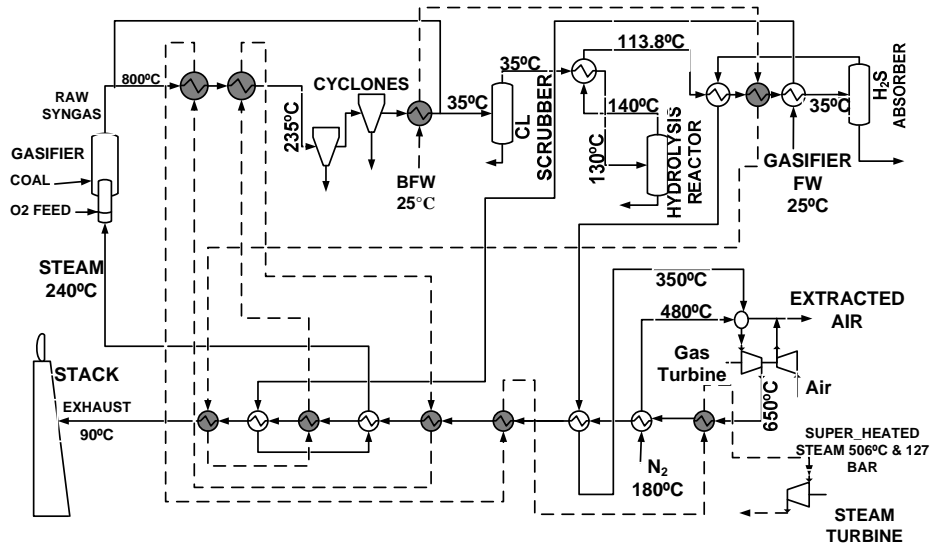 113.8ºC
800ºC
RAW
SYNGAS
CYCLONES
35ºC
35ºC
CL
SCRUBBER
140ºC
35ºC
H2S
ABSORBER
GASIFIER
COAL
O2 FEED
235ºC
130ºC
HYDROLYSIS
REACTOR
BFW
25°C
GASIFIER
FW
25ºC
STEAM
240ºC
350ºC
480ºC
EXTRACTED
AIR
Gas
Turbine
Air
650ºC
STACK
EXHAUST
90ºC
N2
180ºC
SUPER_HEATED
STEAM 506ºC & 127
BAR
STEAM
TURBINE